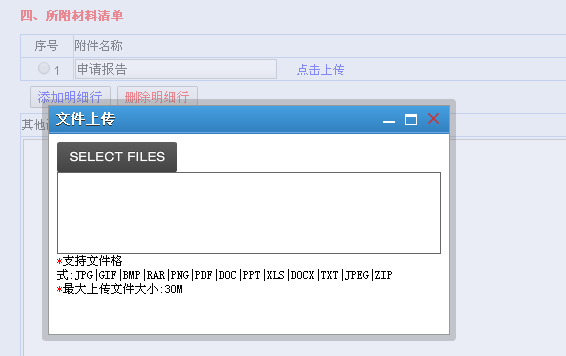 四、所附材料清单
序号 附件名称
1 申请报告 点击上传
添加明细行 删除明细行
其他
文件上传
SELECT FILES
*支持文件格
式:JPG|GIF|BMP|RAR|PNG|PDF|DOC|PPT|XLS|DOCX|TXT|JPEG|ZIP
*最大上传文件大小:30M